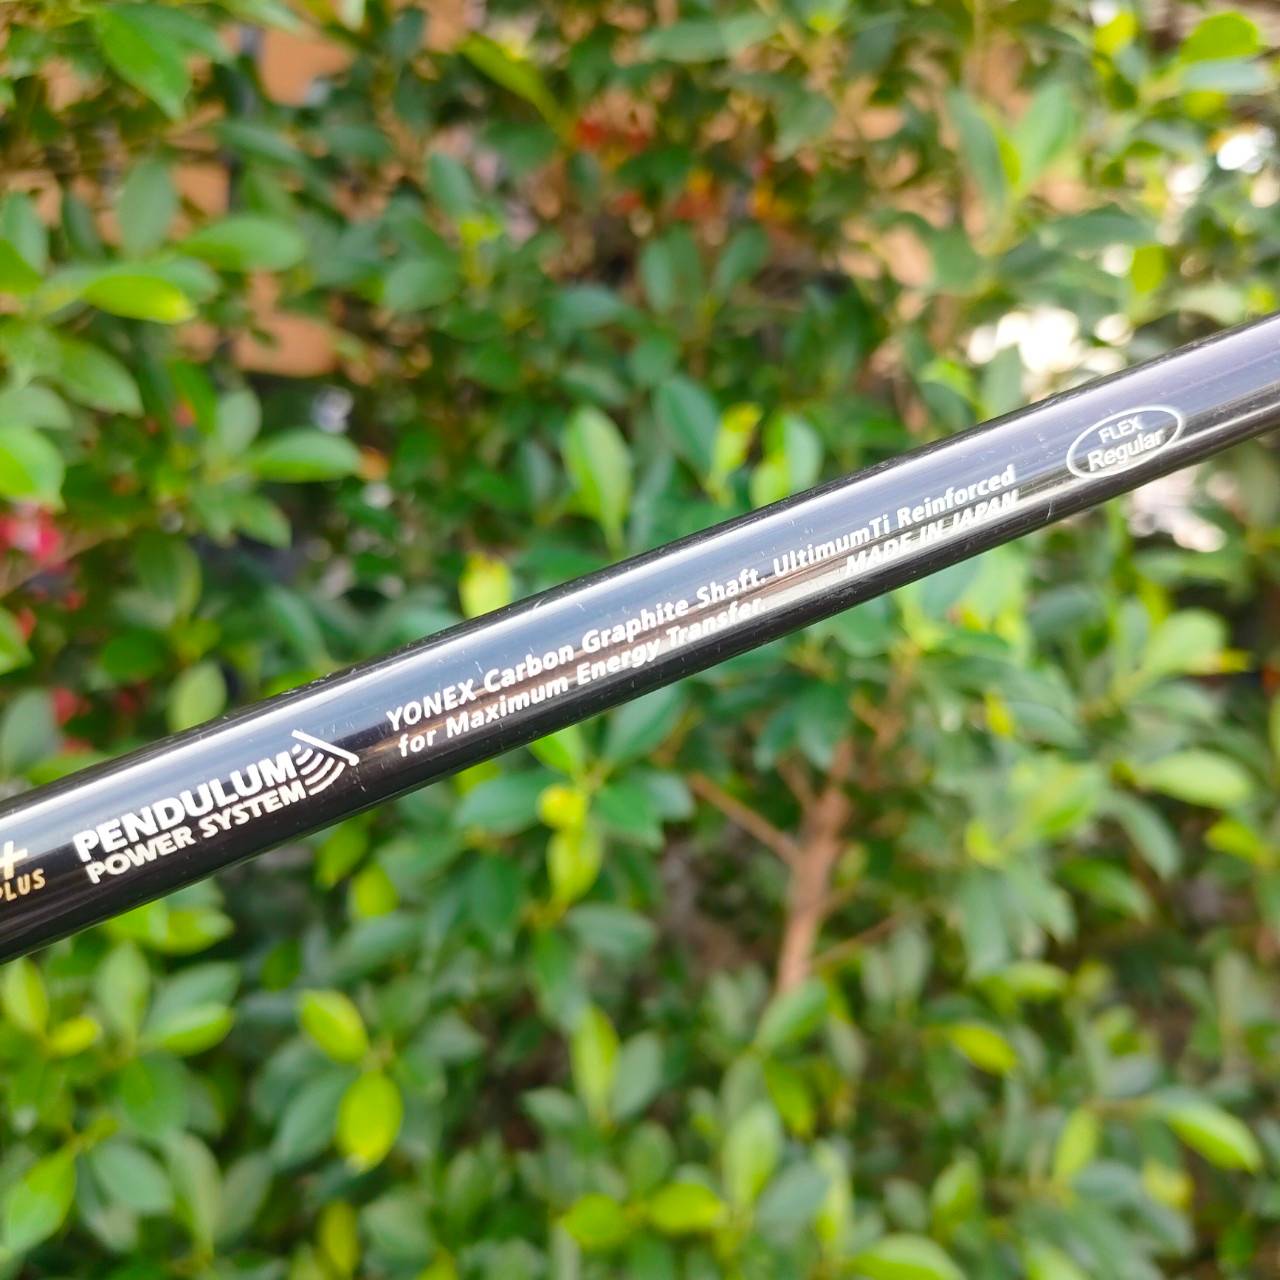 +
PLUS
PENDULUM
POWER SYSTEM
YONEX Carbon Graphite Shaft. UltimumTi Reinforced
for Maximum Energy Transfer.
MADE IN JAPAN
FLEX
Regular